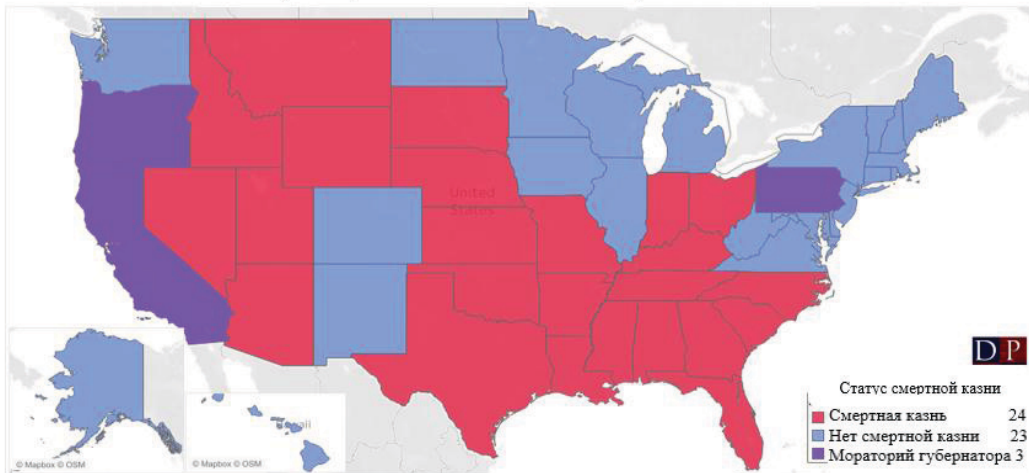 United
States
D P
© Mapbox © OSM
© Mapbox © OSM
Статус смертной казни
Смертная казнь 24
Нет смертной казни 23
Мораторий губернатора 3